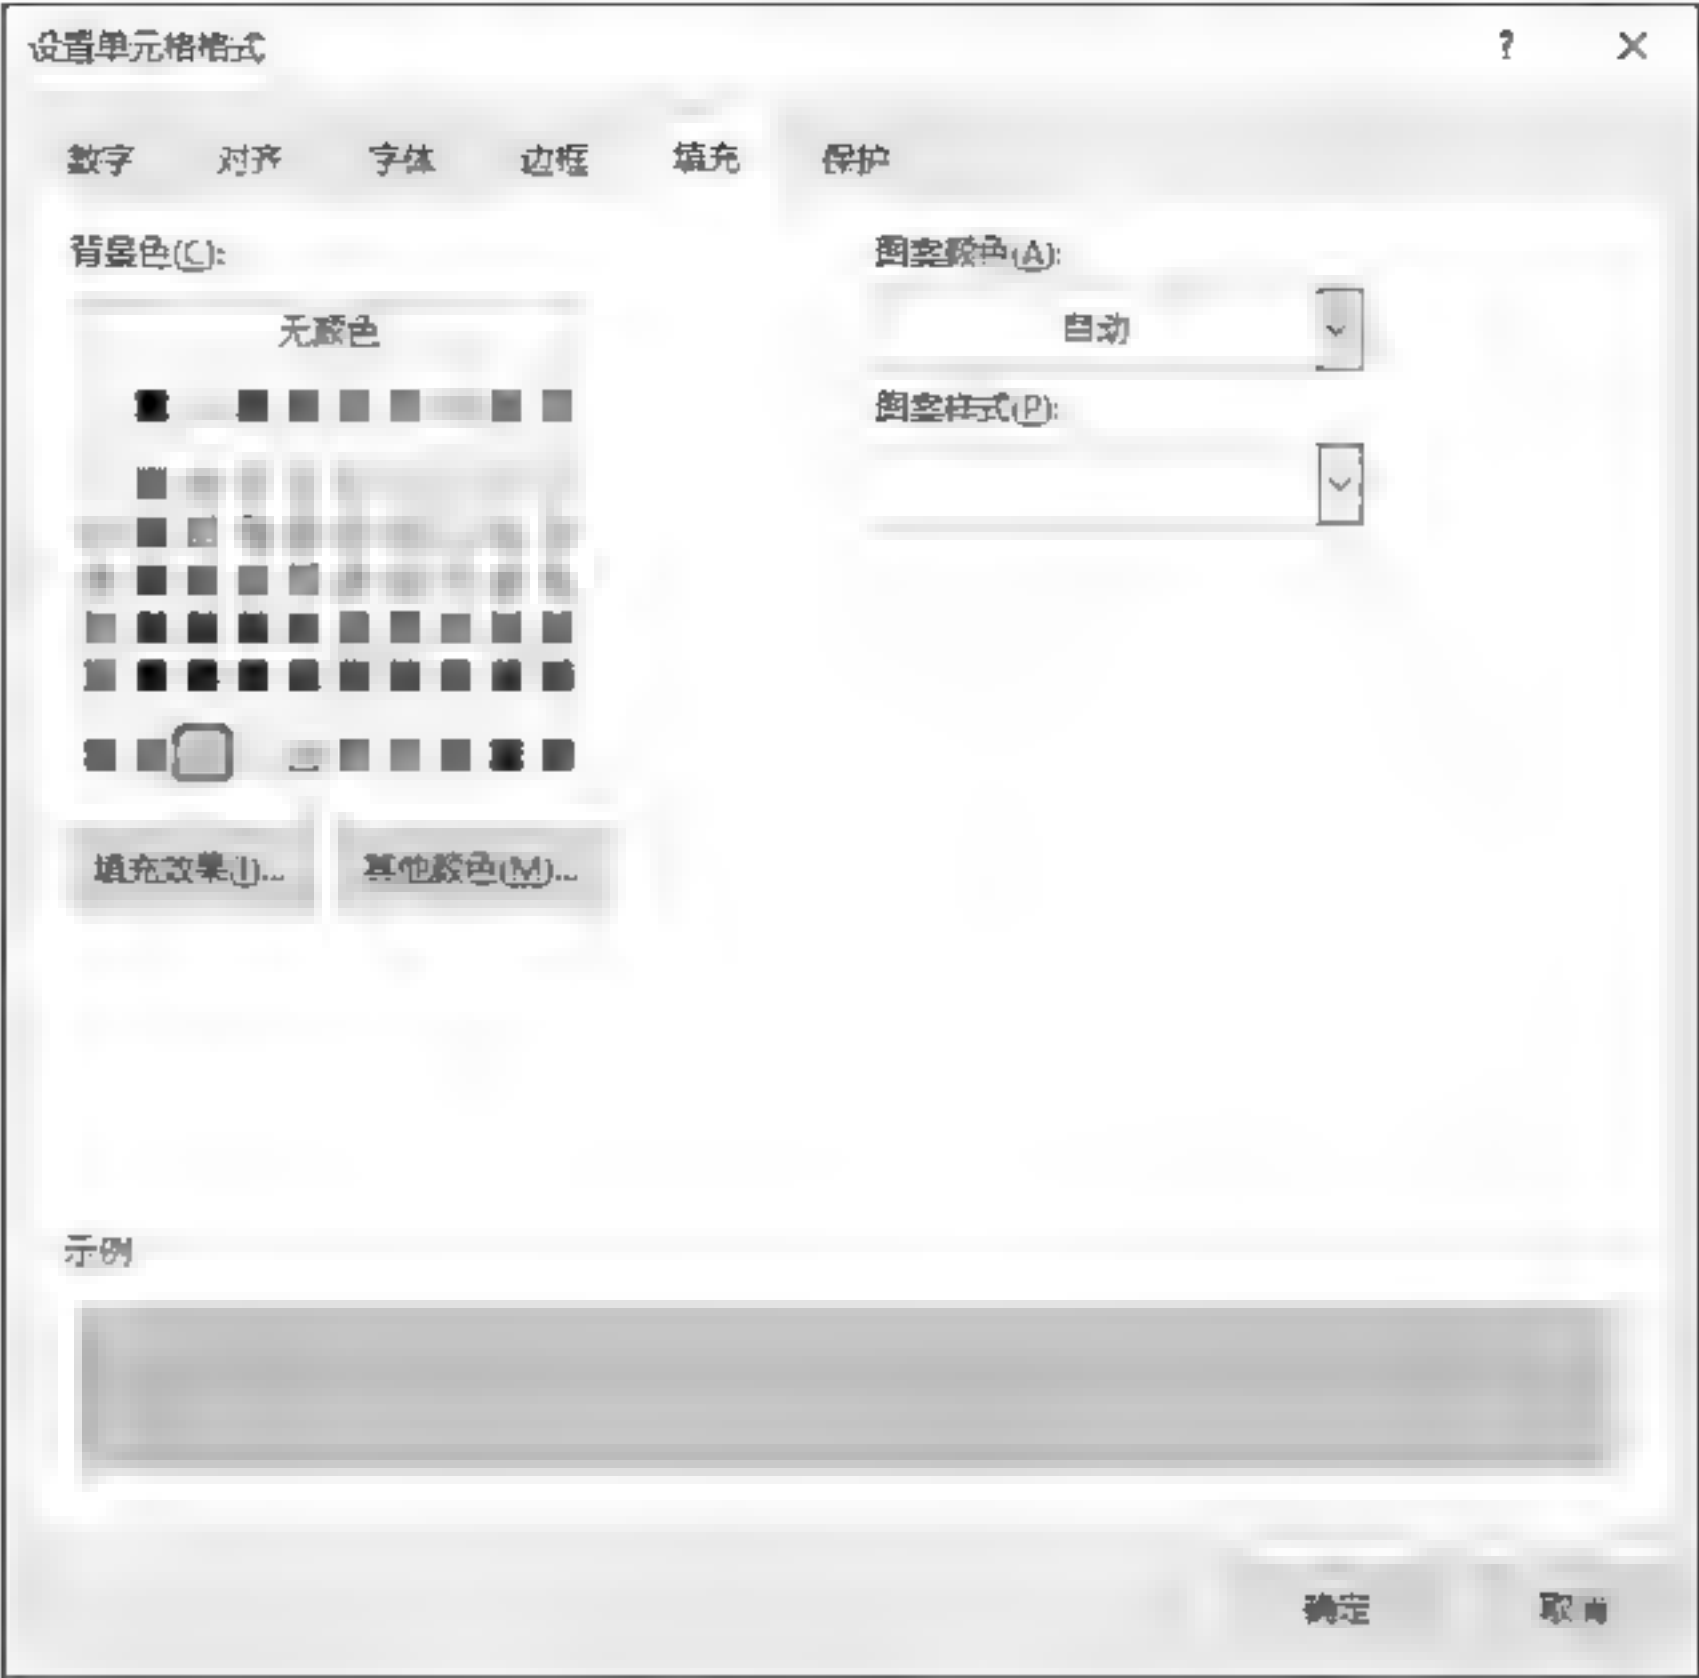 设置单元格格式
数字 对齐 字体 边框 填充 保护
背景色(C):
无颜色
图案颜色(A):
自动
图案样式(P):
填充效果(I)... 其他颜色(M)...
示例
确定 取消